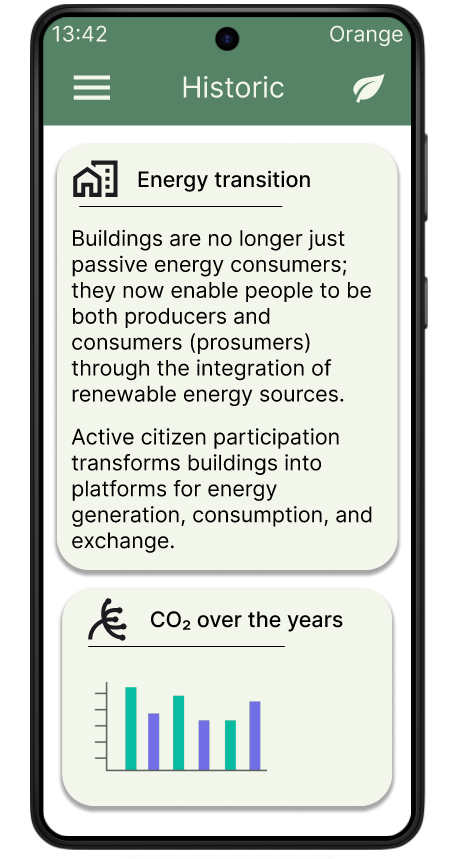 13:42 Orange
Historic
Energy transition
Buildings are no longer just
passive energy consumers;
they now enable people to be
both producers and
consumers (prosumers)
through the integration of
renewable energy sources.
Active citizen participation
transforms buildings into
platforms for energy
generation, consumption, and
exchange.
CO₂ over the years